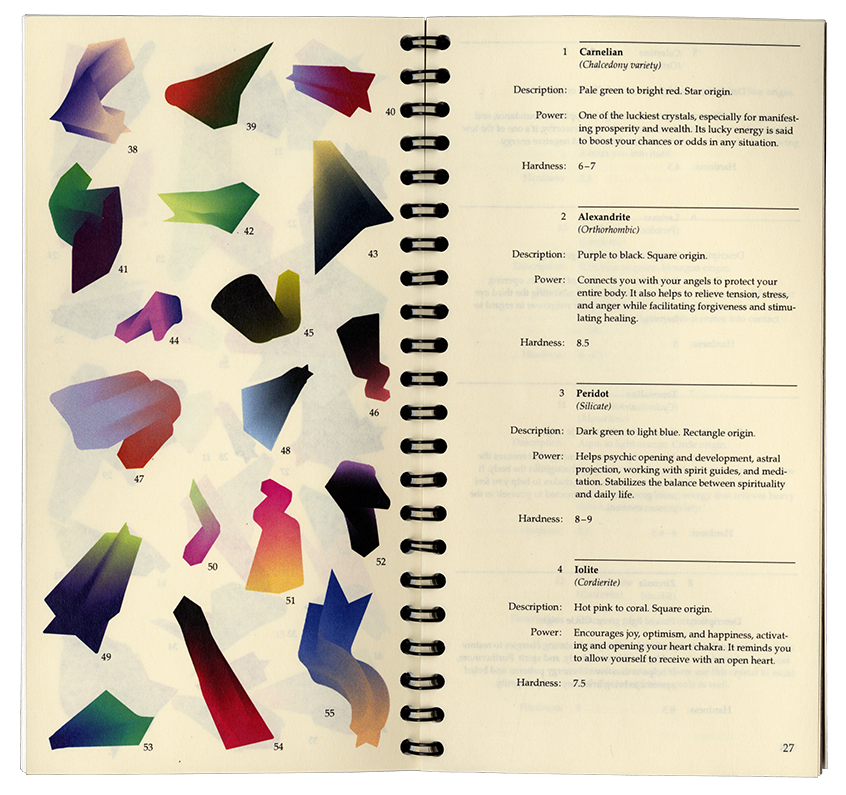 38
39
40
41
42
43
44
45
46
47
48
49
50
51
52
53
54
55
1 Carnelian
(Chalcedony variety)
Description: Pale green to bright red. Star origin.
Power: One of the luckiest crystals, especially for manifest-
ing prosperity and wealth. Its lucky energy is said
to boost your chances or odds in any situation.
Hardness: 6–7
2 Alexandrite
(Orthorhombic)
Description: Purple to black. Square origin.
Power: Connects you with your angels to protect your
entire body. It also helps to relieve tension, stress,
and anger while facilitating forgiveness and stimu-
lating healing.
Hardness: 8.5
3 Peridot
(Silicate)
Description: Dark green to light blue. Rectangle origin.
Power: Helps psychic opening and development, astral
projection, working with spirit guides, and medi-
tation. Stabilizes the balance between spirituality
and daily life.
Hardness: 8–9
4 Iolite
(Cordierite)
Description: Hot pink to coral. Square origin.
Power: Encourages joy, optimism, and happiness, activat-
ing and opening your heart chakra. It reminds you
to allow yourself to receive with an open heart.
Hardness: 7.5
27